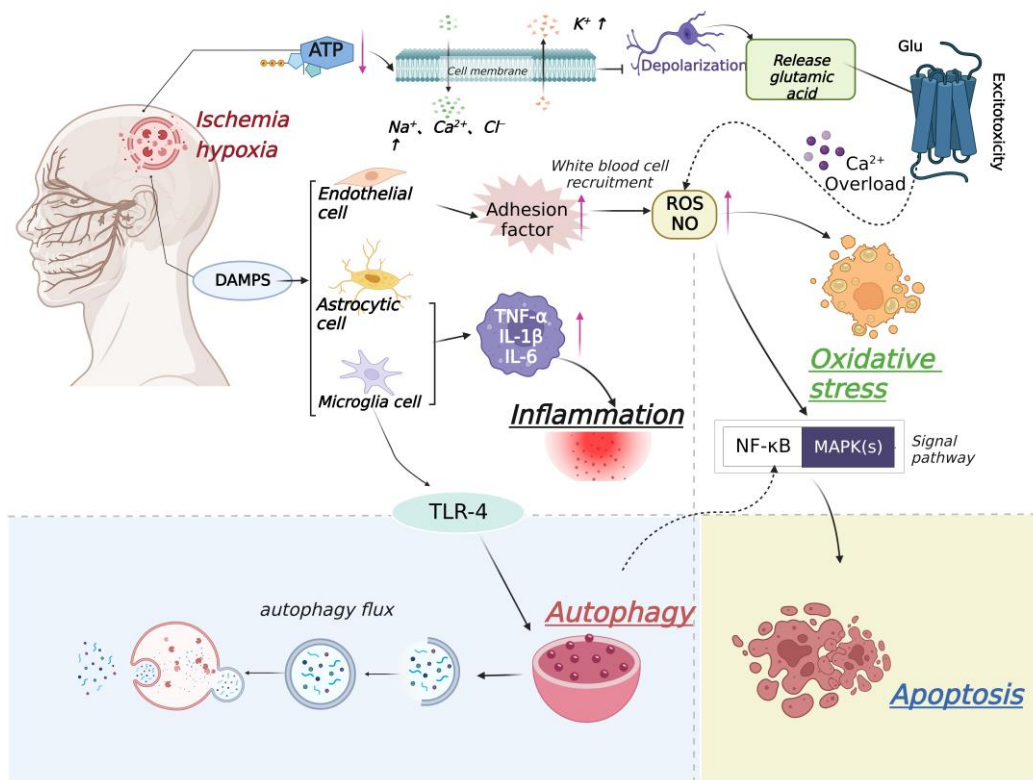 K⁺ ↑
ATP
Cell membrane
Depolarization
Release
glutamic
acid
Glu
Excitotoxicity
Ischemia
hypoxia
Na⁺、Ca²⁺、Cl⁻
↑
Ca²⁺
Overload
White blood cell
recruitment
Endothelial
cell
Adhesion
factor
ROS
NO
DAMPS
Astrocytic
cell
TNF-α
IL-1β
IL-6
Microglia cell
Inflammation
Oxidative
stress
NF-κB
MAPK(s)
Signal
pathway
TLR-4
autophagy flux
Autophagy
Apoptosis